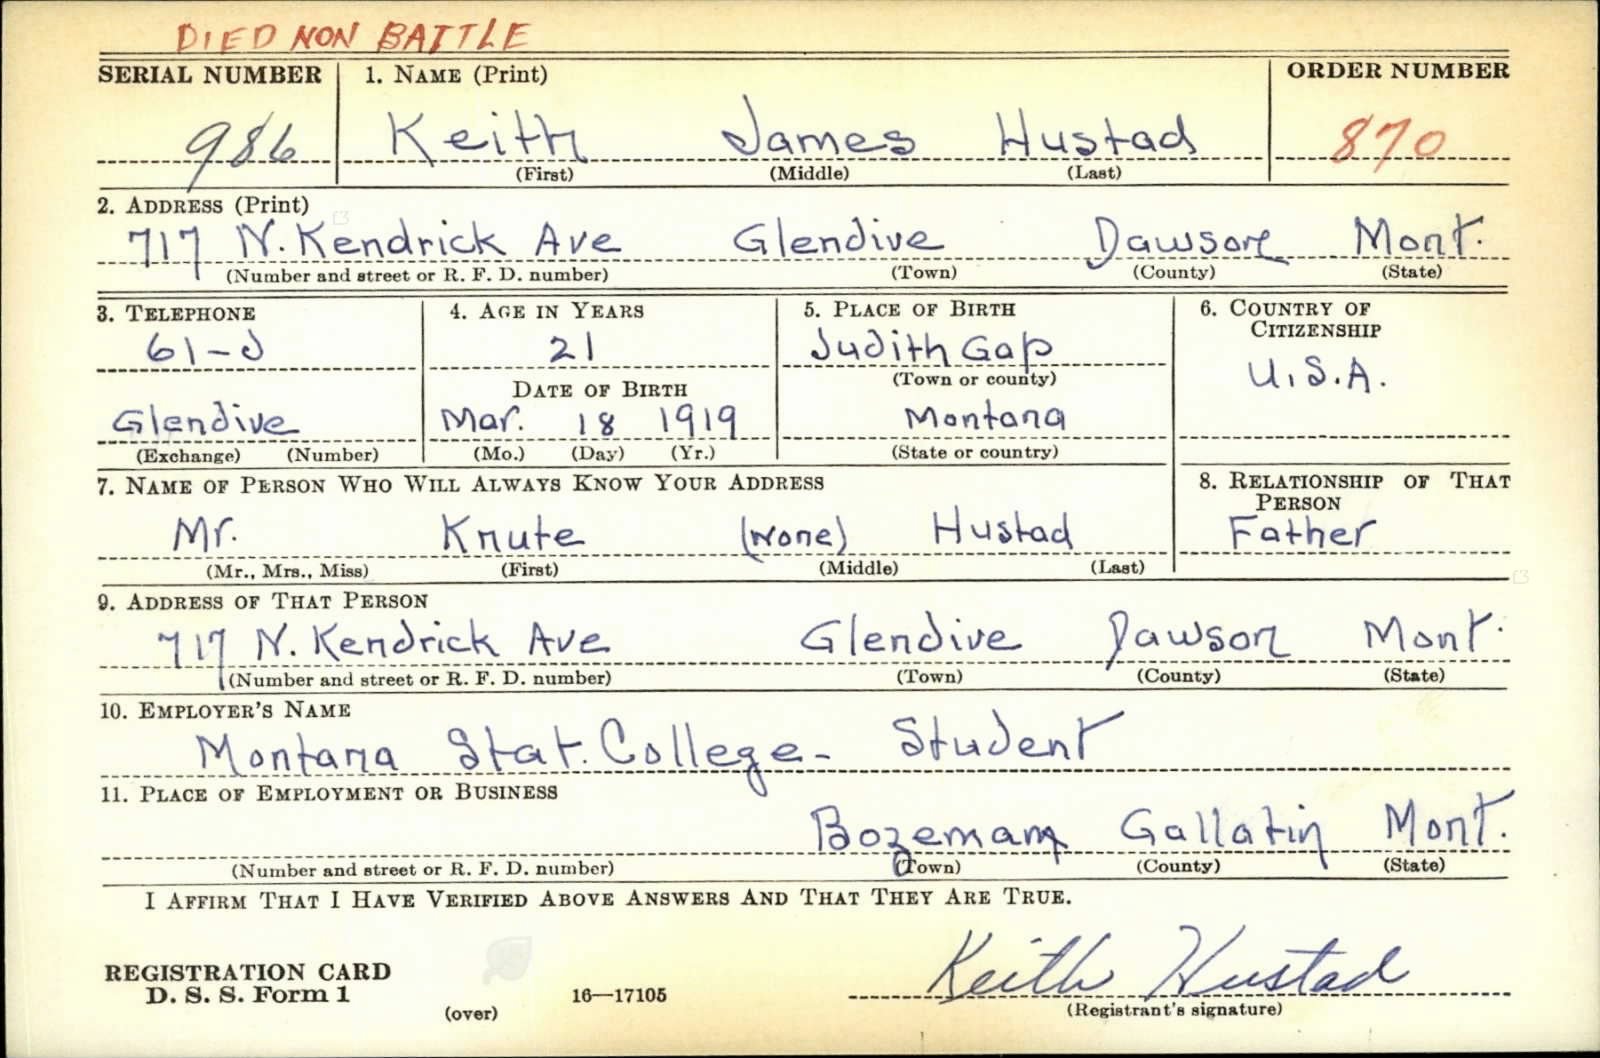 DIED NON BATTLE
SERIAL NUMBER 1. NAME (Print) ORDER NUMBER
986 Keith James Hustad 870
(First) (Middle) (Last)
2. ADDRESS (Print)
717 N. Kendrick Ave Glendive Dawson Mont.
(Number and street or R. F. D. number) (Town) (County) (State)
3. TELEPHONE 4. AGE IN YEARS 5. PLACE OF BIRTH 6. COUNTRY OF CITIZENSHIP
61-J 21 Judith Gap U.S.A.
(Town or county)
DATE OF BIRTH
Glendive Mar. 18 1919 Montana
(Exchange) (Number) (Mo.) (Day) (Yr.) (State or country)
7. NAME OF PERSON WHO WILL ALWAYS KNOW YOUR ADDRESS 8. RELATIONSHIP OF THAT PERSON
Mr. Knute (None) Hustad Father
(Mr., Mrs., Miss) (First) (Middle) (Last)
9. ADDRESS OF THAT PERSON
717 N. Kendrick Ave Glendive Dawson Mont.
(Number and street or R. F. D. number) (Town) (County) (State)
10. EMPLOYER'S NAME
Montana Stat. College - Student
11. PLACE OF EMPLOYMENT OR BUSINESS
Bozeman Gallatin Mont.
(Number and street or R. F. D. number) (Town) (County) (State)
I AFFIRM THAT I HAVE VERIFIED ABOVE ANSWERS AND THAT THEY ARE TRUE.
Keith Hustad
REGISTRATION CARD
D. S. S. Form 1 (over) 16—17105 (Registrant's signature)